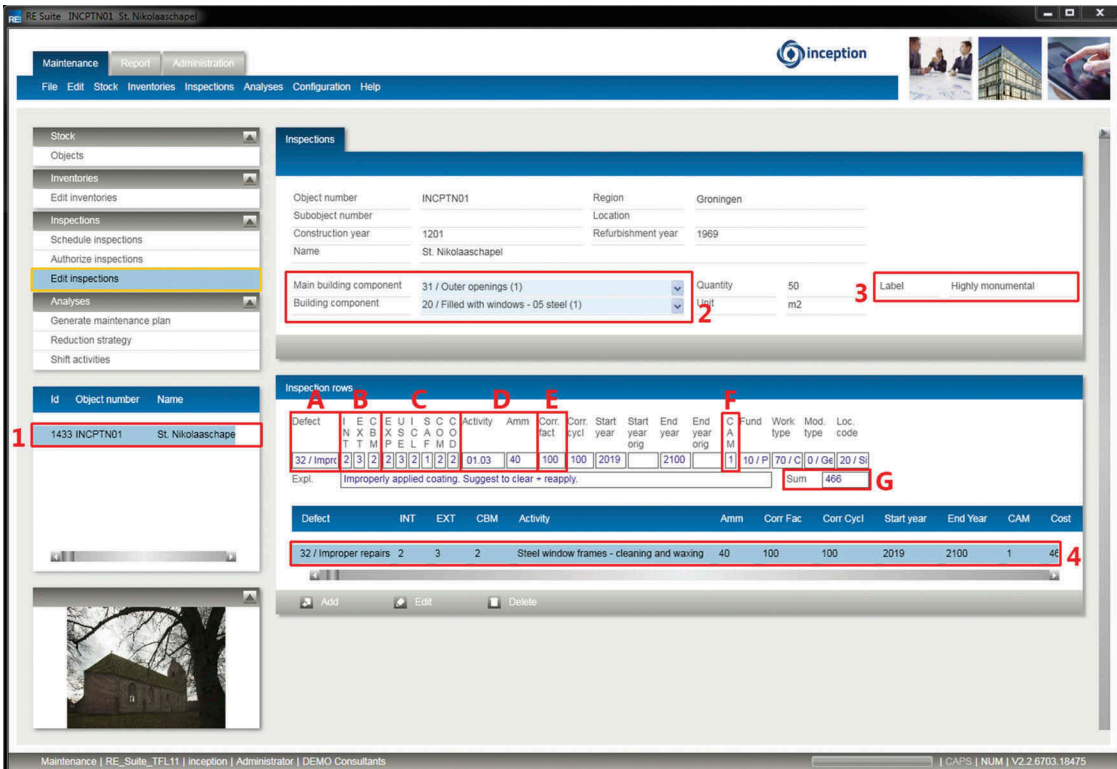 RE Suite INCPTN01 St. Nikolaaschapel
inception
Maintenance Report Administration
File Edit Stock Inventories Inspections Analyses Configuration Help
Stock
Objects
Inventories
Edit inventories
Inspections
Schedule inspections
Authorize inspections
Edit inspections
Analyses
Generate maintenance plan
Reduction strategy
Shift activities
Id Object number Name
1 1433 INCPTN01 St. Nikolaaschape
Inspections
Object number INCPTN01 Region Groningen
Subobject number Location
Construction year 1201 Refurbishment year 1969
Name St. Nikolaaschapel
Main building component 31 / Outer openings (1) Quantity 50 Label Highly monumental 3
Building component 20 / Filled with windows - 05 steel (1) 2 Unit m2
Inspection rows
A B C D E F
Defect I E C E U I S C C Activity Amm Corr. Corr. Start Start End End C Fund Work Mod. Loc.
N X B X S C A O O fact cycl year year year year A type type code
T T M P E L F M D orig orig M
32 / Impro 2 3 2 2 3 2 1 2 2 01.03 40 100 100 2019 2100 1 10 / P 70 / C 0 / Ge 20 / Si
Expl. Improperly applied coating. Suggest to clear + reapply. Sum 466 G
Defect INT EXT CBM Activity Amm Corr Fac Corr Cycl Start year End Year CAM Cost
32 / Improper repairs 2 3 2 Steel window frames - cleaning and waxing 40 100 100 2019 2100 1 46 4
Add Edit Delete
Maintenance | RE_Suite_TFL11 | inception | Administrator | DEMO Consultants | CAPS | NUM | V2.2.6703.18475